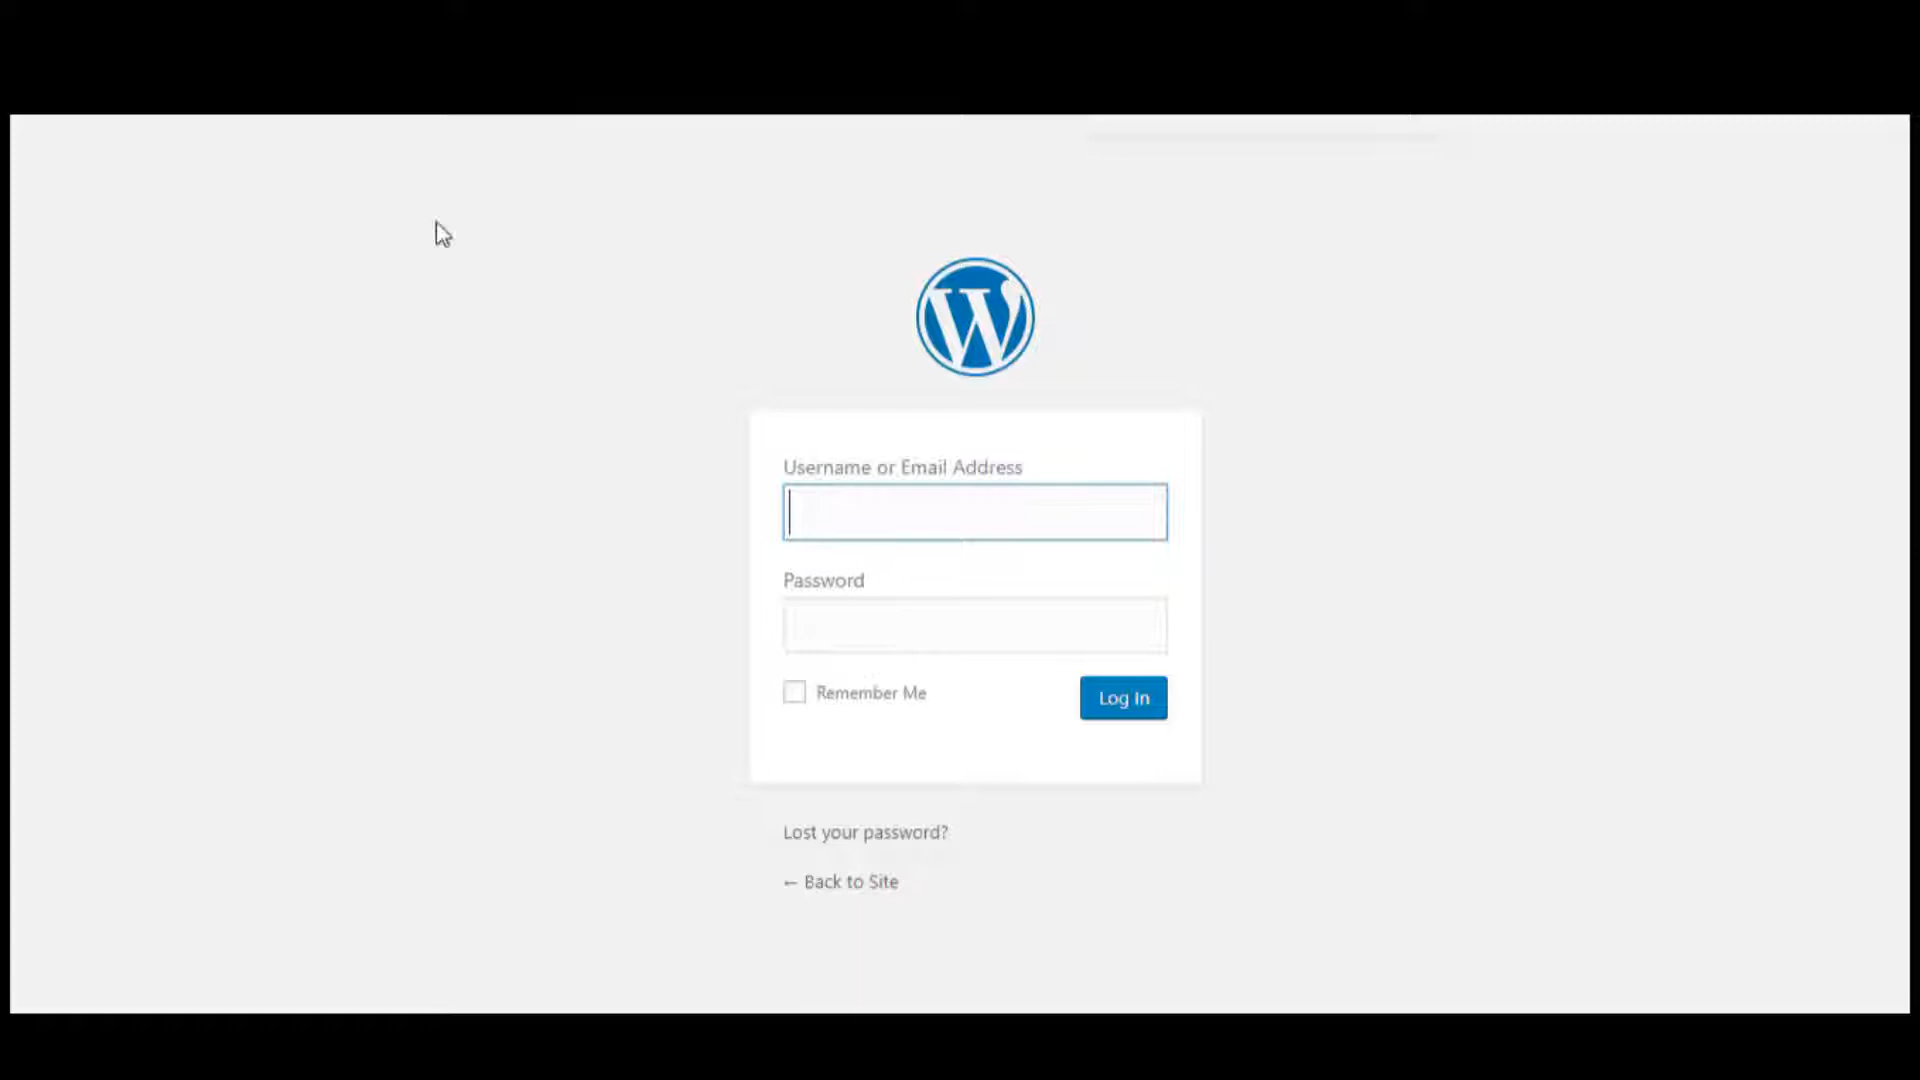 W
Username or Email Address
Password
Remember Me
Log In
Lost your password?
← Back to Site